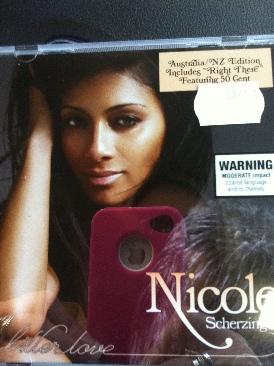 Australia/NZ Edition
Includes "Right There"
Featuring 50 Cent
WARNING
MODERATE impact
coarse language
and/or themes
Nicole
Scherzing
killer love